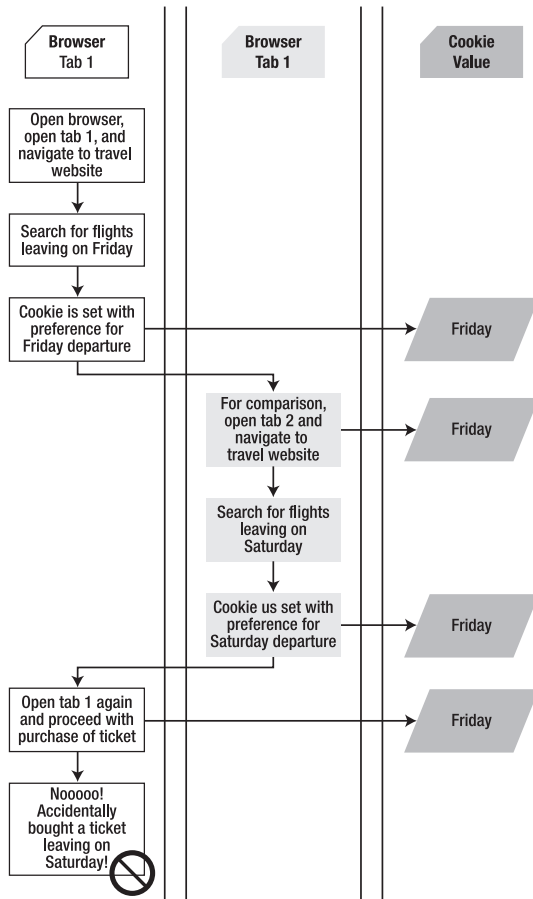 Browser
Tab 1
Browser
Tab 1
Cookie
Value
Open browser,
open tab 1, and
navigate to travel
website
Search for flights
leaving on Friday
Cookie is set with
preference for
Friday departure
Friday
For comparison,
open tab 2 and
navigate to
travel website
Friday
Search for flights
leaving on
Saturday
Cookie us set with
preference for
Saturday departure
Friday
Open tab 1 again
and proceed with
purchase of ticket
Friday
Nooooo!
Accidentally
bought a ticket
leaving on
Saturday!